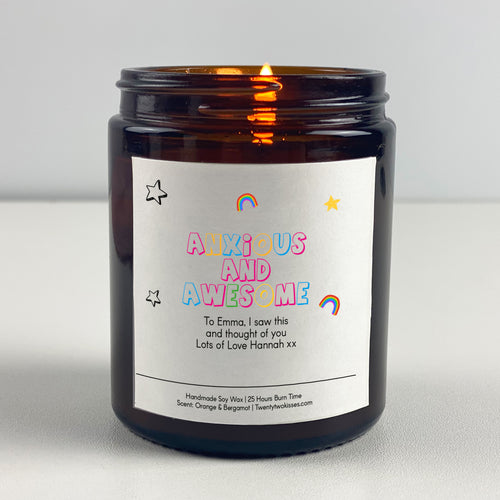 ANXiOUS
AND
AWESOME
To Emma, I saw this
and thought of you
Lots of Love Hannah xx
Handmade Soy Wax | 25 Hours Burn Time
Scent: Orange & Bergamot | Twentytwokisses.com